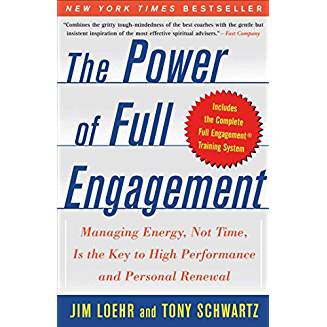 NEW YORK TIMES BESTSELLER
"Combines the gritty tough-mindedness of the best coaches with the gentle but
insistent inspiration of the most effective spiritual advisers." —Fast Company
The Power
of Full
Engagement
Includes
the Complete
Full Engagement®
Training System
Managing Energy, Not Time,
Is the Key to High Performance
and Personal Renewal
JIM LOEHR and TONY SCHWARTZ